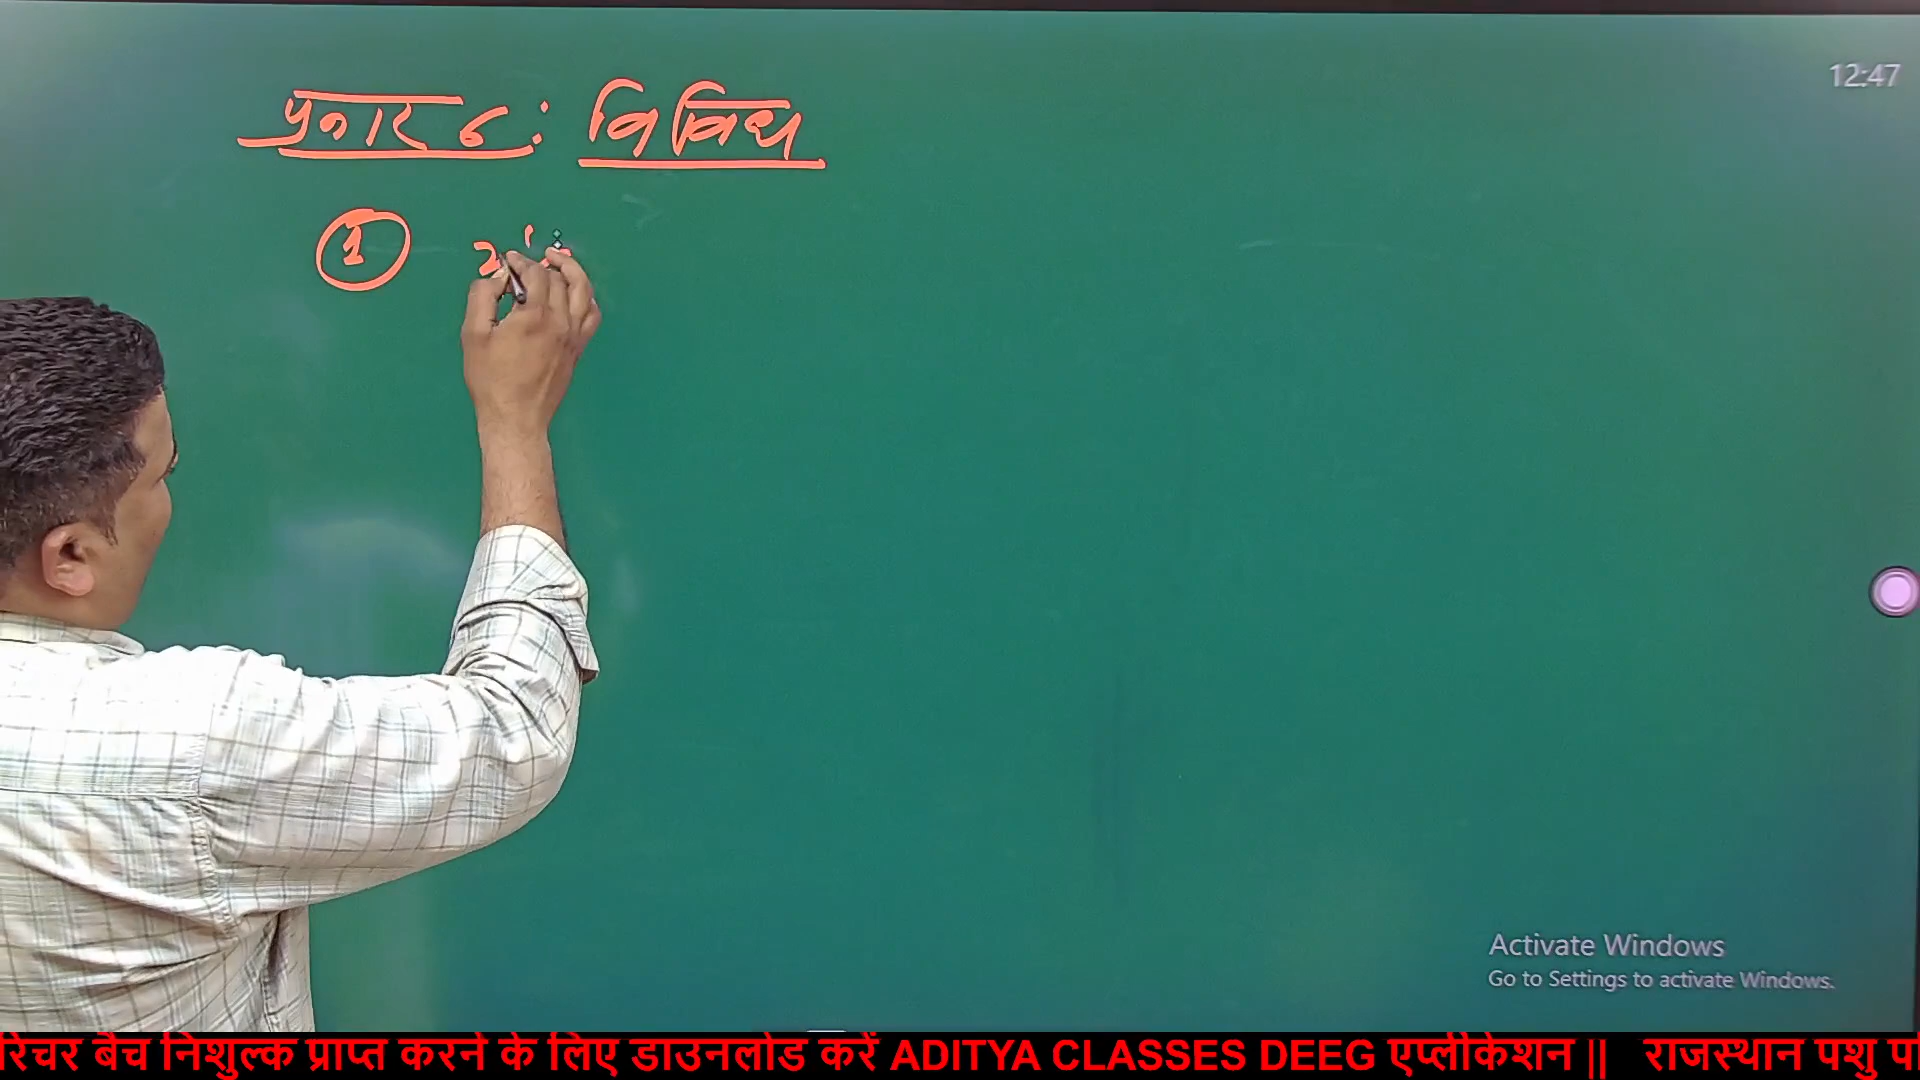 12:47
प्रकार 6 : विविध
1
Activate Windows
Go to Settings to activate Windows.
रिचर बैच निशुल्क प्राप्त करने के लिए डाउनलोड करें ADITYA CLASSES DEEG एप्लीकेशन || राजस्थान पशु प